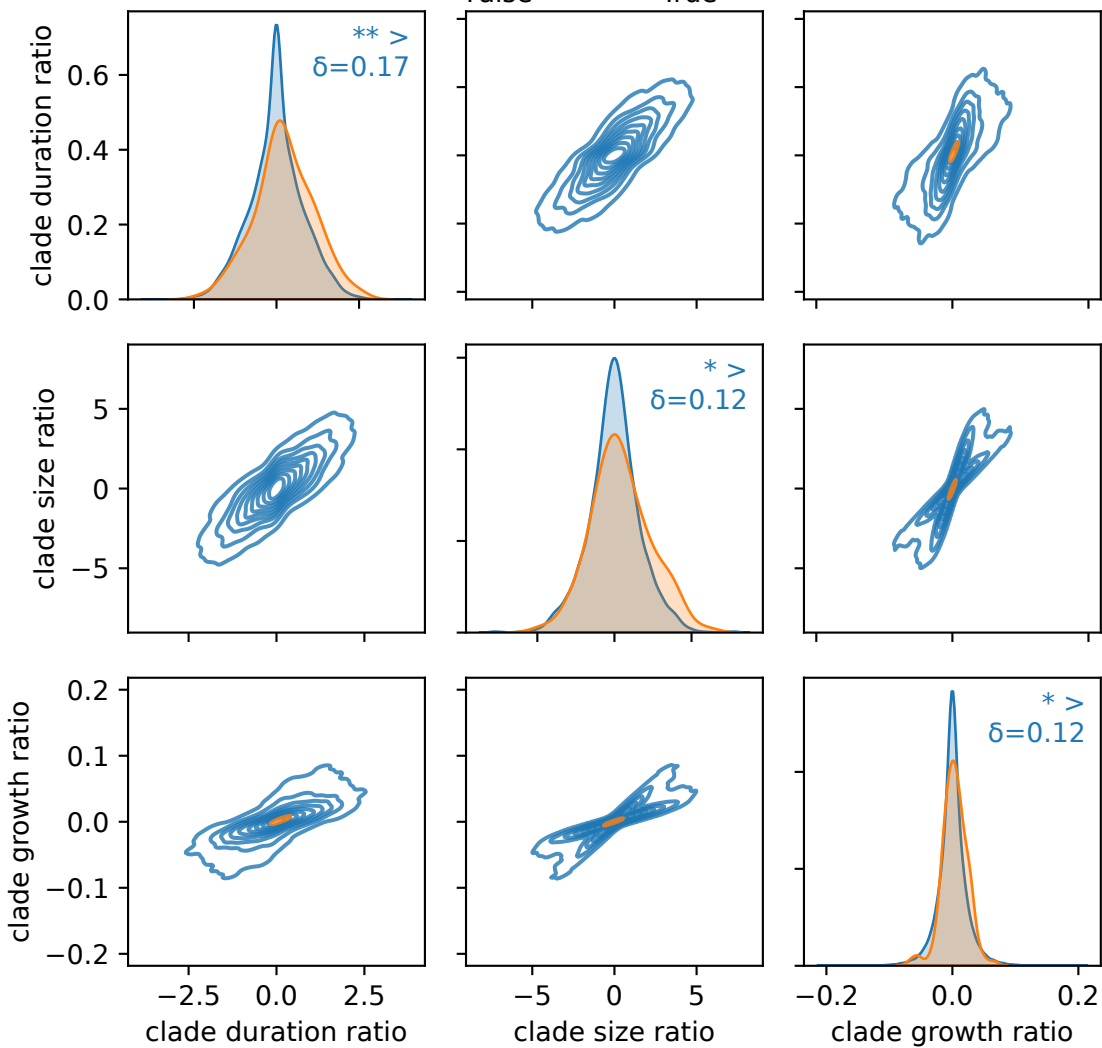 clade duration ratio
0.6
0.4
0.2
0.0
** >
δ=0.17
clade size ratio
5
0
−5
* >
δ=0.12
clade growth ratio
0.2
0.1
0.0
−0.1
−0.2
* >
δ=0.12
−2.5 0.0 2.5
clade duration ratio
−5 0 5
clade size ratio
−0.2 0.0 0.2
clade growth ratio